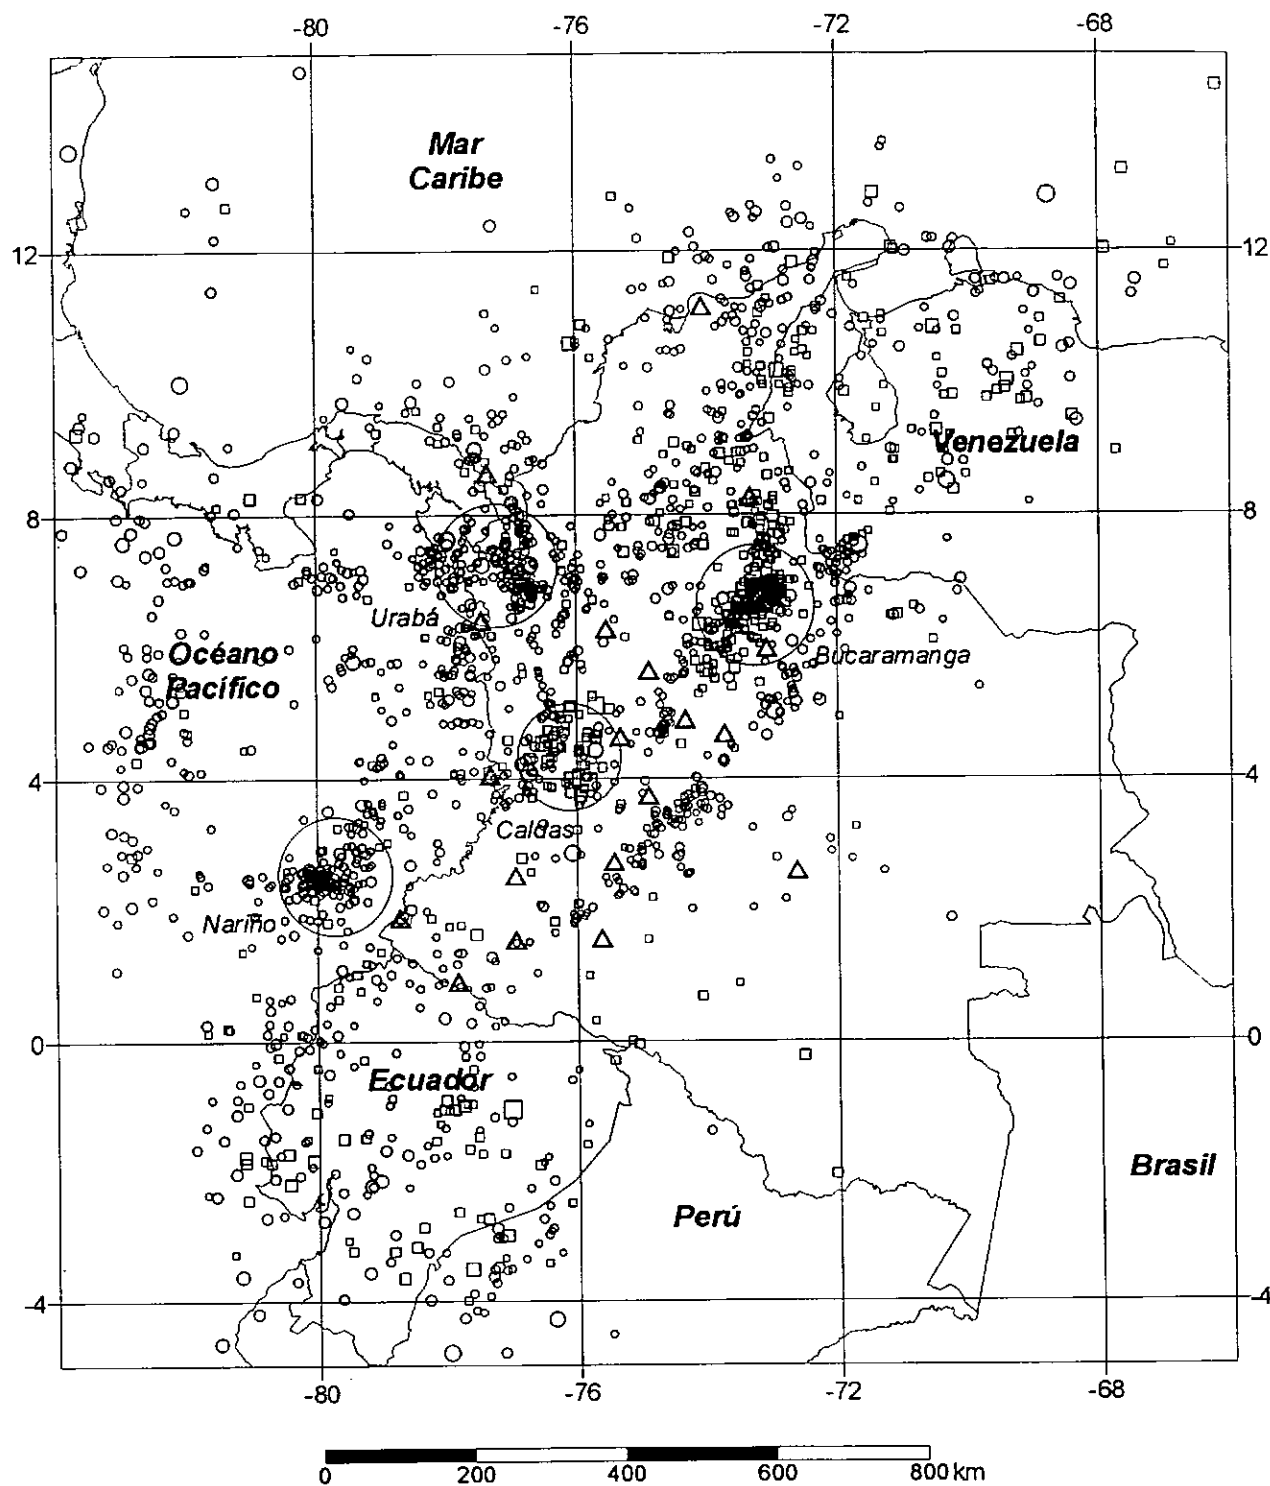 -80 -76 -72 -68
Mar
Caribe
12 12
Venezuela
8 8
Urabá
Océano
Pacífico
Bucaramanga
4 4
Caldas
Nariño
0 0
Ecuador
Brasil
Perú
-4 -4
-80 -76 -72 -68
0 200 400 600 800 km